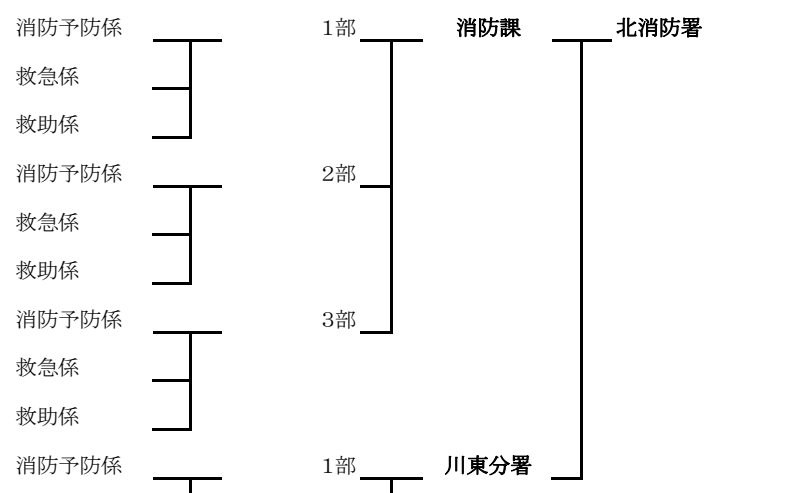 消防予防係 1部 消防課 北消防署
救急係
救助係
消防予防係 2部
救急係
救助係
消防予防係 3部
救急係
救助係
消防予防係 1部 川東分署